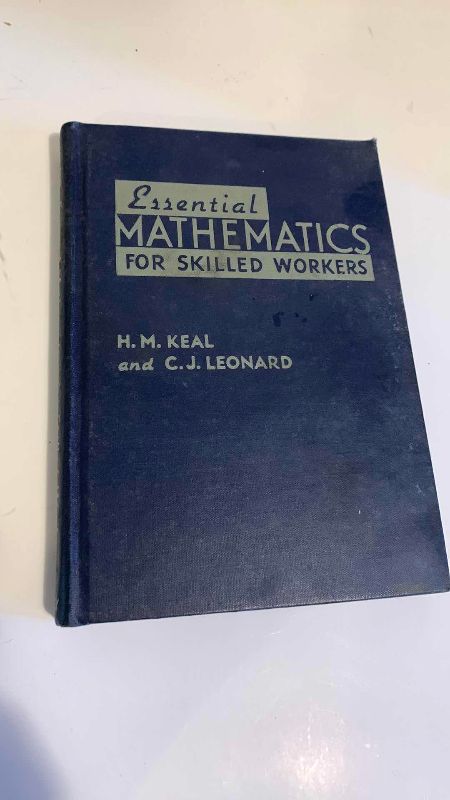 Essential
MATHEMATICS
FOR SKILLED WORKERS
H. M. KEAL
and C. J. LEONARD